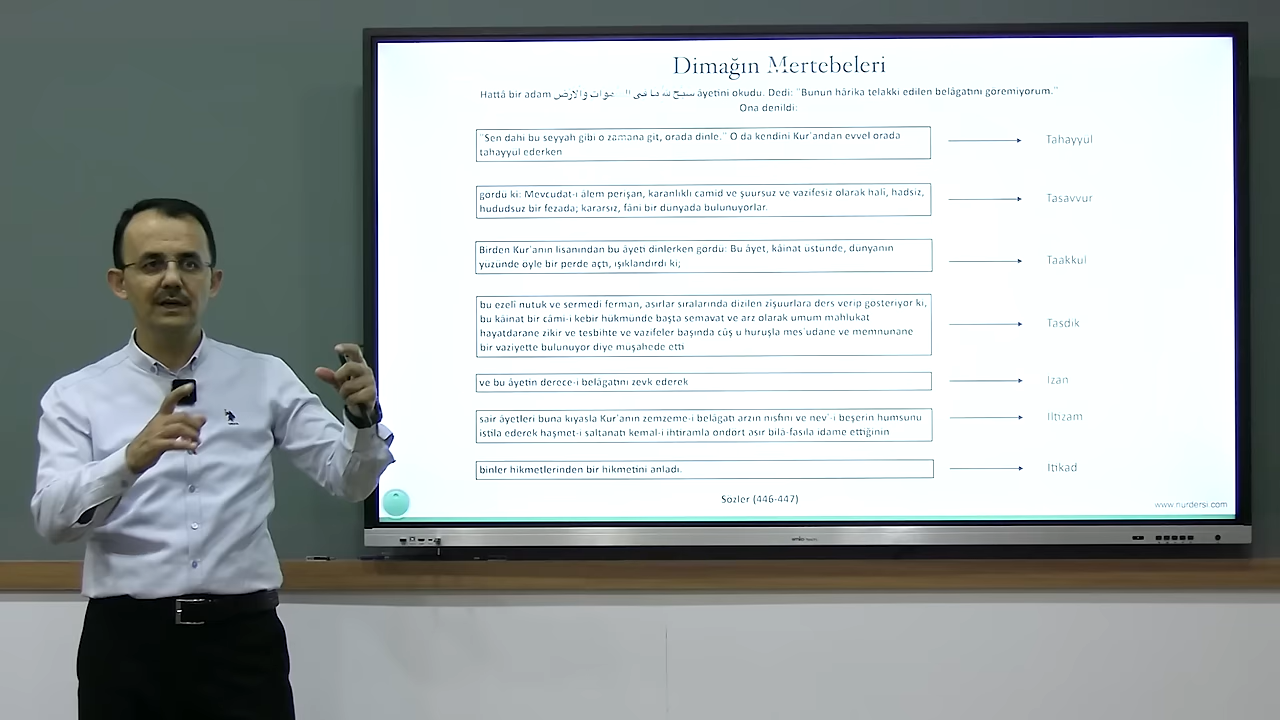 Dimağın Mertebeleri
Hattâ bir adam âyetini okudu. Dedi: "Bunun hârika telakki edilen belâgatını göremiyorum."
Ona denildi:
"Sen dahi bu seyyah gibi o zamana git, orada dinle." O da kendini Kur'andan evvel orada
tahayyül ederken
Tahayyül
gördü ki: Mevcudat-ı âlem perişan, karanlıklı camid ve şuursuz ve vazifesiz olarak hâlî, hadsiz,
hududsuz bir fezada; kararsız, fâni bir dünyada bulunuyorlar.
Tasavvur
Birden Kur'anın lisanından bu âyeti dinlerken gördü: Bu âyet, kâinat üstünde, dünyanın
yüzünde öyle bir perde açtı, ışıklandırdı ki;
Taakkul
bu ezelî nutuk ve sermedî ferman, asırlar sıralarında dizilen zîşuurlara ders verip gösteriyor ki,
bu kâinat bir câmi-i kebir hükmünde başta semavat ve arz olarak umum mahlukat
hayatdarane zikir ve tesbihte ve vazifeler başında cûş u huruşla mes'udane ve memnunane
bir vaziyette bulunuyor diye müşahede etti
Tasdik
ve bu âyetin derece-i belâgatını zevk ederek
İzan
sair âyetleri buna kıyasla Kur'anın zemzeme-i belâgatı arzın nısfını ve nev'-i beşerin humsunu
istila ederek haşmet-i saltanatı kemal-i ihtiramla ondört asır bilâ-fasıla idame ettiğinin
İltizam
binler hikmetlerinden bir hikmetini anladı.
İtikad
Sözler (446-447)
www.nurdersi.com